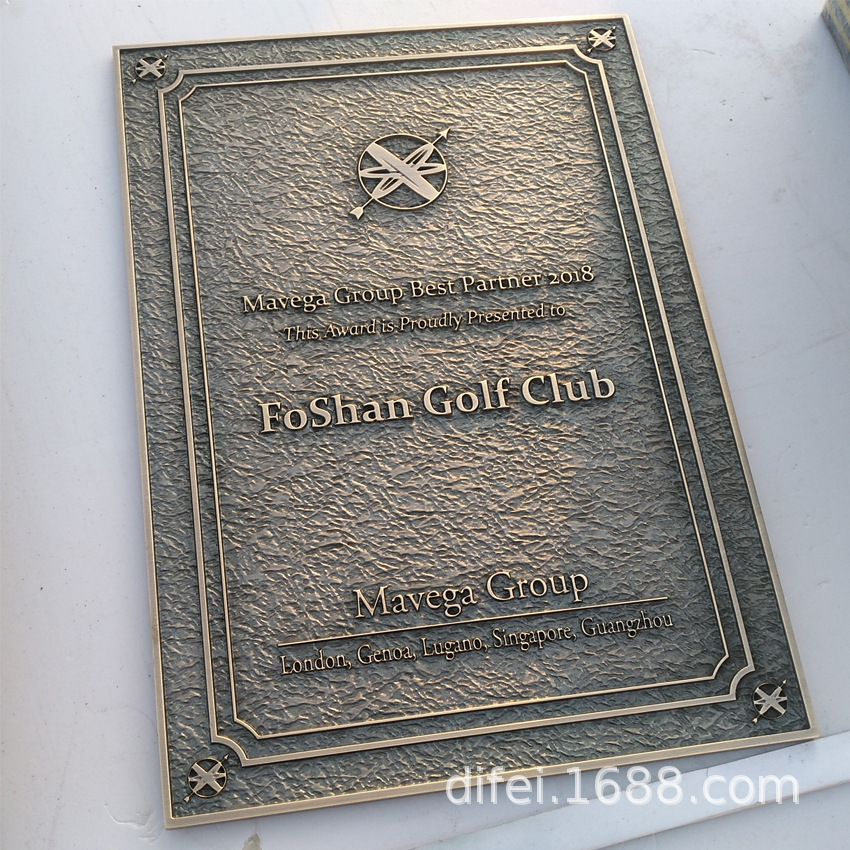 Mavega Group Best Partner 2018
This Award is Proudly Presented to
FoShan Golf Club
Mavega Group
London, Genoa, Lugano, Singapore, Guangzhou
difei.1688.com